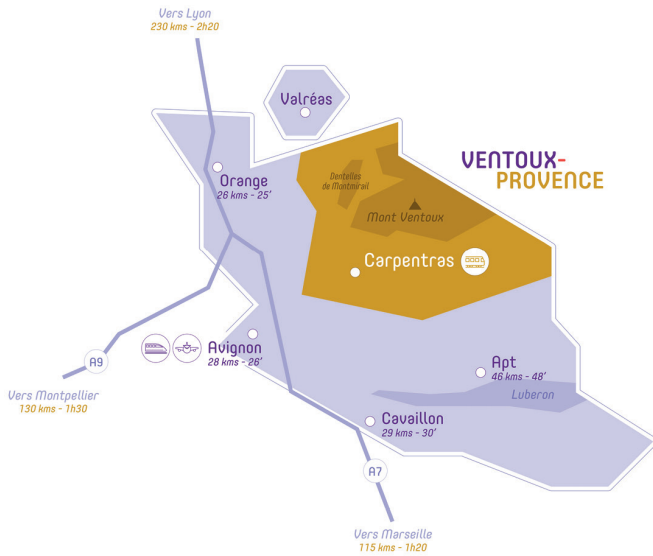 Vers Lyon
230 kms - 2h20
Valréas
VENTOUX-
PROVENCE
Dentelles
de Montmirail
Orange
26 kms - 25'
Mont Ventoux
Carpentras
Avignon
28 kms - 26'
A9
Apt
46 kms - 48'
Vers Montpellier
130 kms - 1h30
Luberon
Cavaillon
29 kms - 30'
A7
Vers Marseille
115 kms - 1h20